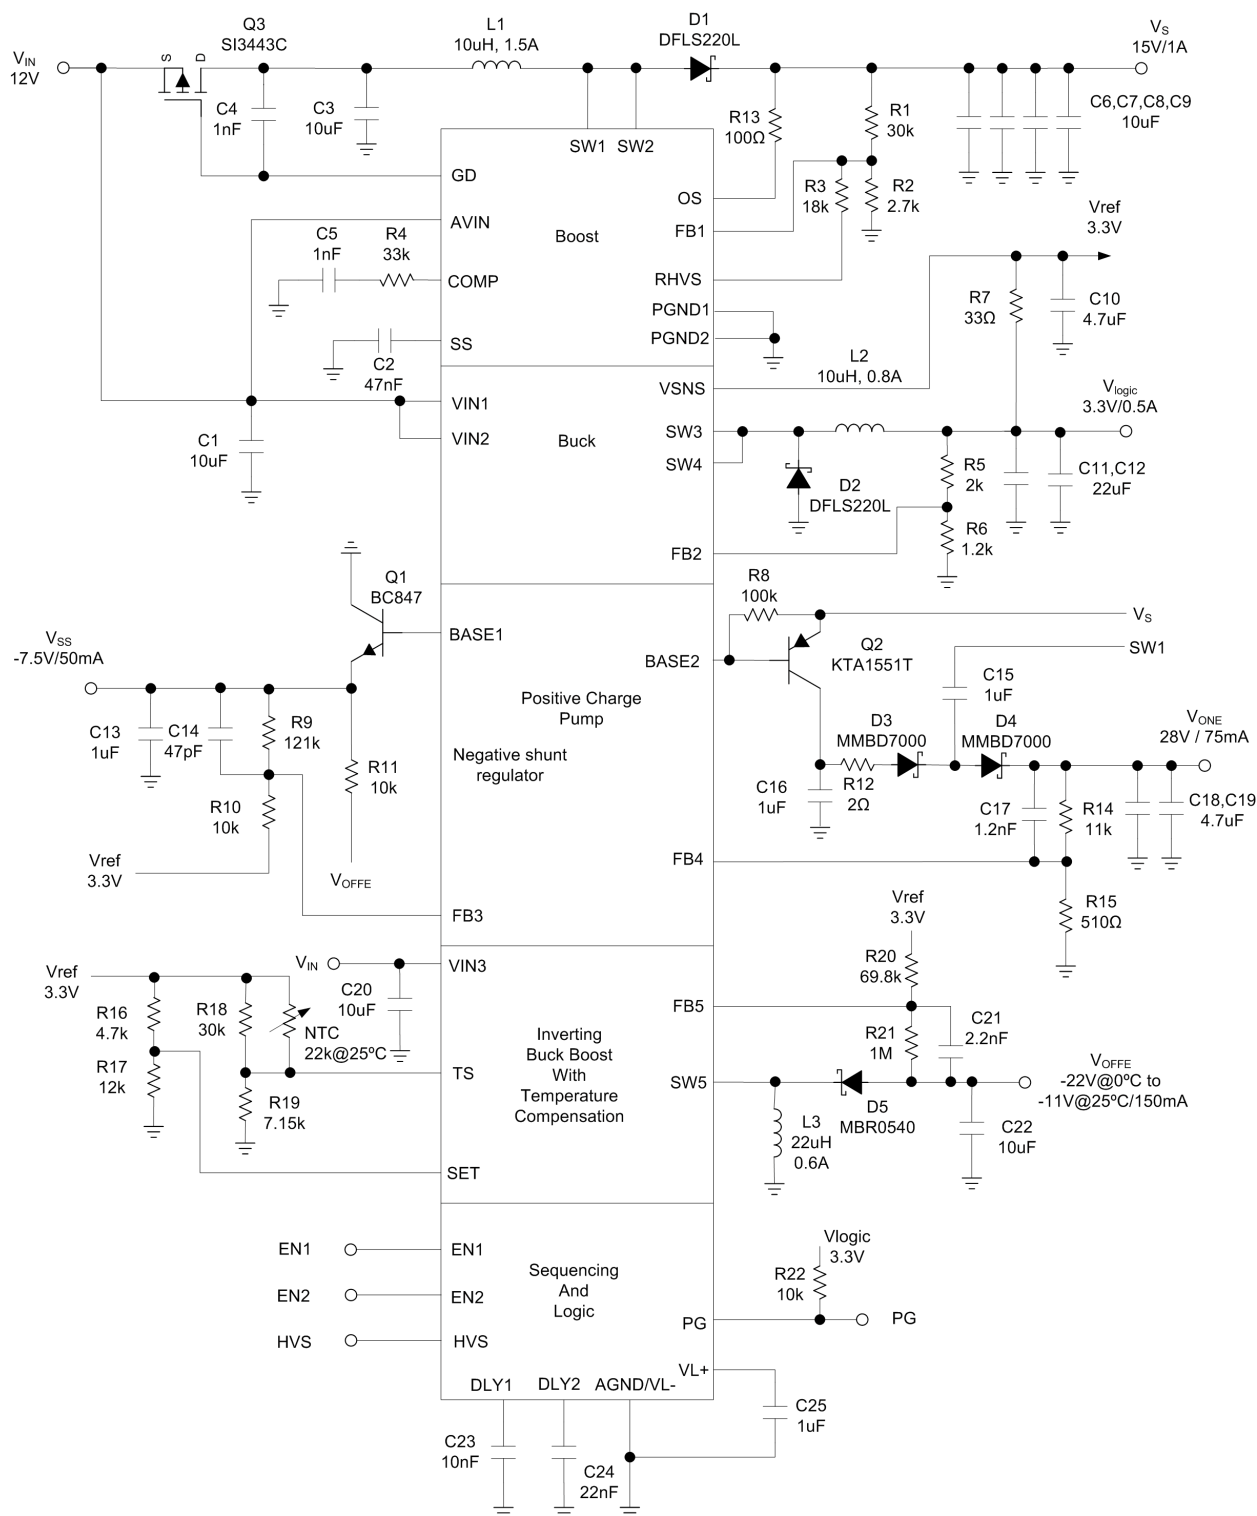 Q3
SI3443C
L1
10uH, 1.5A
D1
DFLS220L
VS
15V/1A
VIN
12V
S
D
C4
1nF
C3
10uF
R13
100Ω
R1
30k
C6,C7,C8,C9
10uF
SW1
SW2
GD
OS
R3
18k
R2
2.7k
AVIN
FB1
Boost
Vref
3.3V
C5
1nF
R4
33k
COMP
RHVS
PGND1
PGND2
R7
33Ω
C10
4.7uF
SS
C2
47nF
L2
10uH, 0.8A
VSNS
Vlogic
3.3V/0.5A
VIN1
VIN2
Buck
SW3
SW4
C1
10uF
D2
DFLS220L
R5
2k
C11,C12
22uF
R6
1.2k
FB2
Q1
BC847
BASE1
R8
100k
VS
BASE2
Q2
KTA1551T
SW1
C15
1uF
VSS
-7.5V/50mA
Positive Charge
Pump
Negative shunt
regulator
C13
1uF
C14
47pF
R9
121k
R11
10k
R10
10k
Vref
3.3V
VOFFE
FB3
D3
MMBD7000
D4
MMBD7000
VONE
28V / 75mA
C16
1uF
R12
2Ω
C17
1.2nF
R14
11k
C18,C19
4.7uF
FB4
R15
510Ω
Vref
3.3V
R20
69.8k
Vref
3.3V
VIN
VIN3
C20
10uF
R16
4.7k
R18
30k
NTC
22k@25ºC
R17
12k
R19
7.15k
TS
SET
Inverting
Buck Boost
With
Temperature
Compensation
FB5
R21
1M
C21
2.2nF
SW5
VOFFE
-22V@0ºC to
-11V@25ºC/150mA
D5
MBR0540
L3
22uH
0.6A
C22
10uF
EN1
EN1
EN2
EN2
HVS
HVS
Sequencing
And
Logic
Vlogic
3.3V
R22
10k
PG
PG
VL+
DLY1
DLY2
AGND/VL-
C25
1uF
C23
10nF
C24
22nF